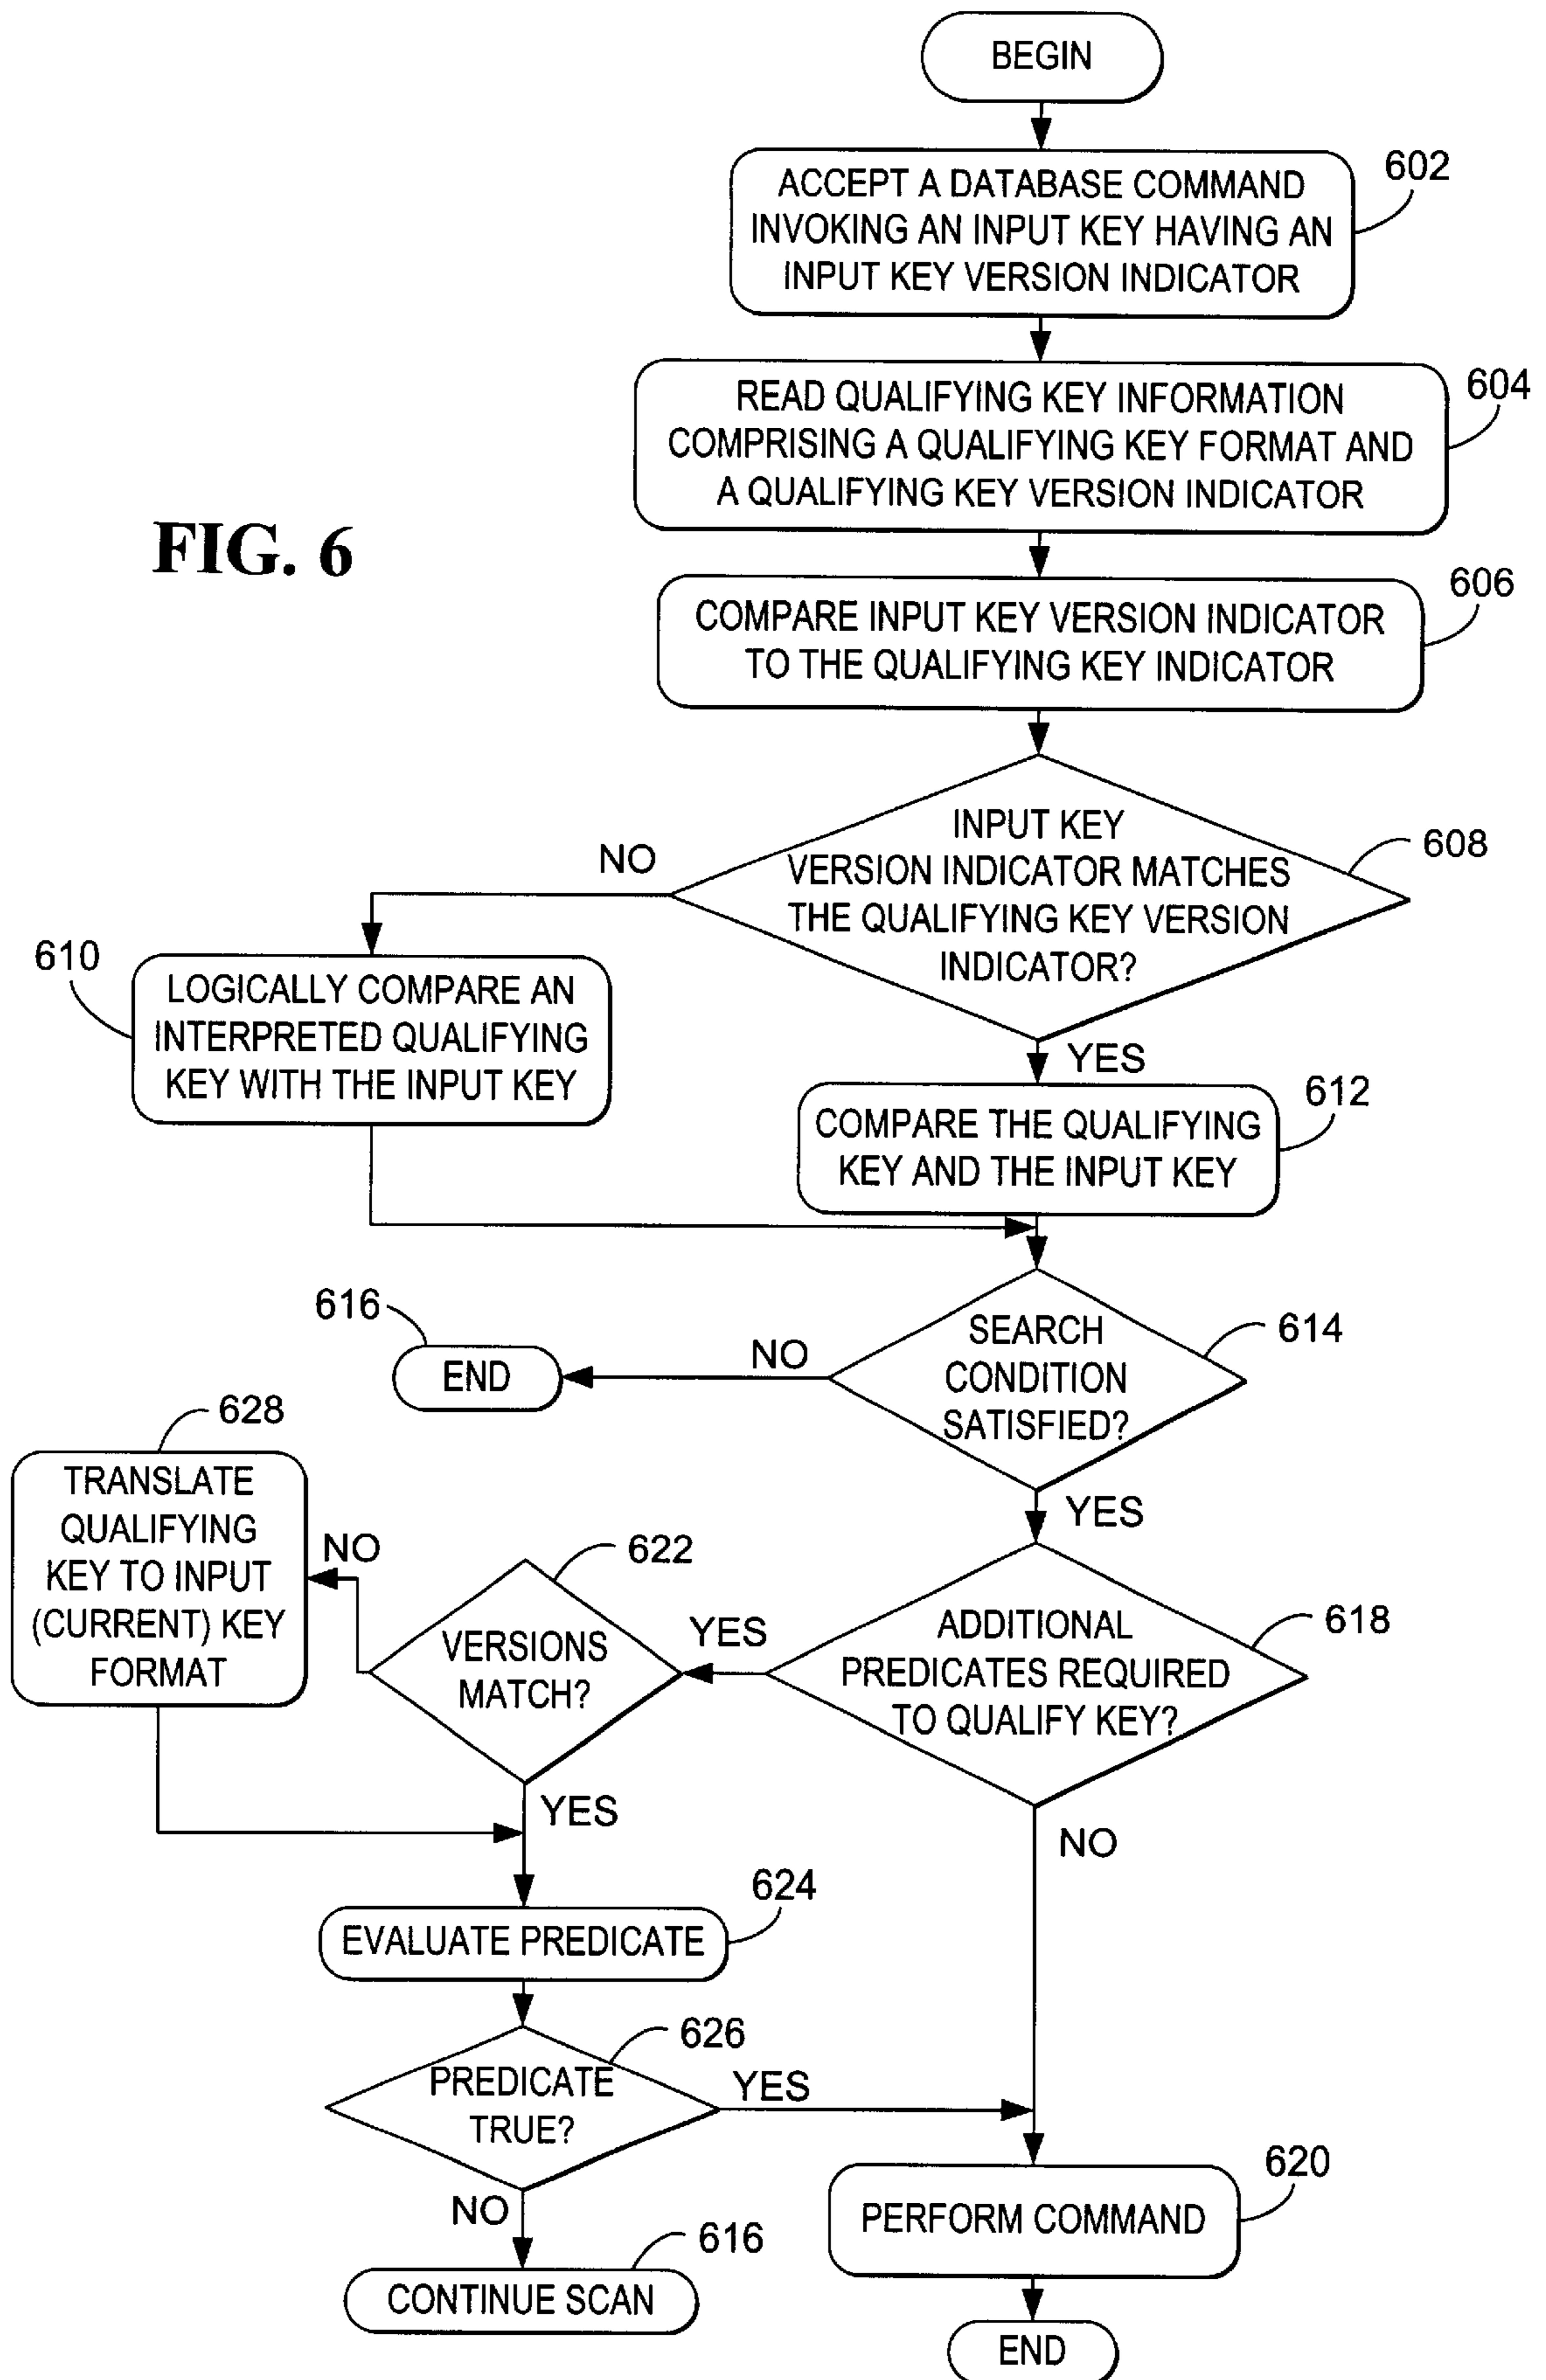 BEGIN
602
ACCEPT A DATABASE COMMAND
INVOKING AN INPUT KEY HAVING AN
INPUT KEY VERSION INDICATOR
604
READ QUALIFYING KEY INFORMATION
COMPRISING A QUALIFYING KEY FORMAT AND
A QUALIFYING KEY VERSION INDICATOR
FIG. 6
606
COMPARE INPUT KEY VERSION INDICATOR
TO THE QUALIFYING KEY INDICATOR
608
INPUT KEY
VERSION INDICATOR MATCHES
THE QUALIFYING KEY VERSION
INDICATOR?
NO
610
LOGICALLY COMPARE AN
INTERPRETED QUALIFYING
KEY WITH THE INPUT KEY
YES
612
COMPARE THE QUALIFYING
KEY AND THE INPUT KEY
614
SEARCH
CONDITION
SATISFIED?
NO
616
END
YES
618
ADDITIONAL
PREDICATES REQUIRED
TO QUALIFY KEY?
YES
622
VERSIONS
MATCH?
NO
628
TRANSLATE
QUALIFYING
KEY TO INPUT
(CURRENT) KEY
FORMAT
YES
NO
624
EVALUATE PREDICATE
626
PREDICATE
TRUE?
YES
NO
616
CONTINUE SCAN
620
PERFORM COMMAND
END